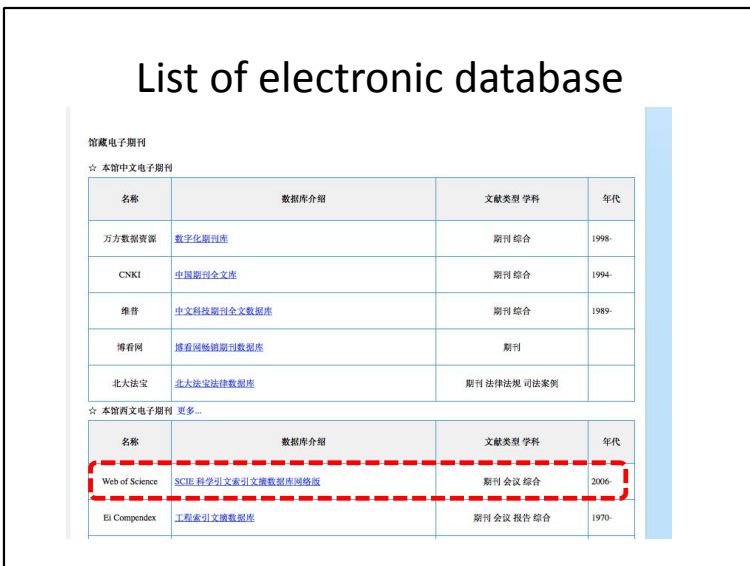 List of electronic database
馆藏电子期刊
☆ 本馆中文电子期刊
名称 数据库介绍 文献类型 学科 年代
万方数据资源 数字化期刊库 期刊 综合 1998-
CNKI 中国期刊全文库 期刊 综合 1994-
维普 中文科技期刊全文数据库 期刊 综合 1989-
博看网 博看网畅销期刊数据库 期刊
北大法宝 北大法宝法律数据库 期刊 法律法规 司法案例
☆ 本馆西文电子期刊 更多...
名称 数据库介绍 文献类型 学科 年代
Web of Science SCIE 科学引文索引文摘数据库网络版 期刊 会议 综合 2006-
Ei Compendex 工程索引文摘数据库 期刊 会议 报告 综合 1970-